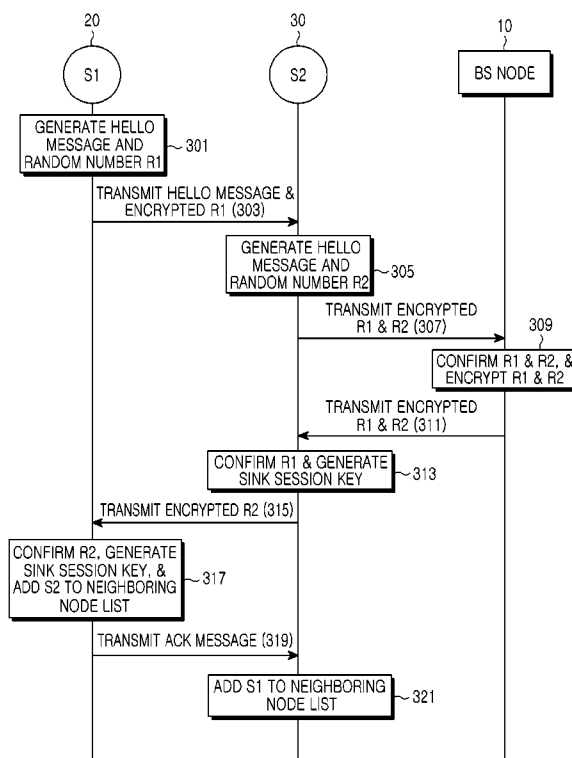 20
30
10
S1
S2
BS NODE
GENERATE HELLO
MESSAGE AND
RANDOM NUMBER R1
301
TRANSMIT HELLO MESSAGE &
ENCRYPTED R1 (303)
GENERATE HELLO
MESSAGE AND
RANDOM NUMBER R2
305
TRANSMIT ENCRYPTED
R1 & R2 (307)
309
CONFIRM R1 & R2, &
ENCRYPT R1 & R2
TRANSMIT ENCRYPTED
R1 & R2 (311)
CONFIRM R1 & GENERATE
SINK SESSION KEY
313
TRANSMIT ENCRYPTED R2 (315)
CONFIRM R2, GENERATE
SINK SESSION KEY, &
ADD S2 TO NEIGHBORING
NODE LIST
317
TRANSMIT ACK MESSAGE (319)
ADD S1 TO NEIGHBORING
NODE LIST
321